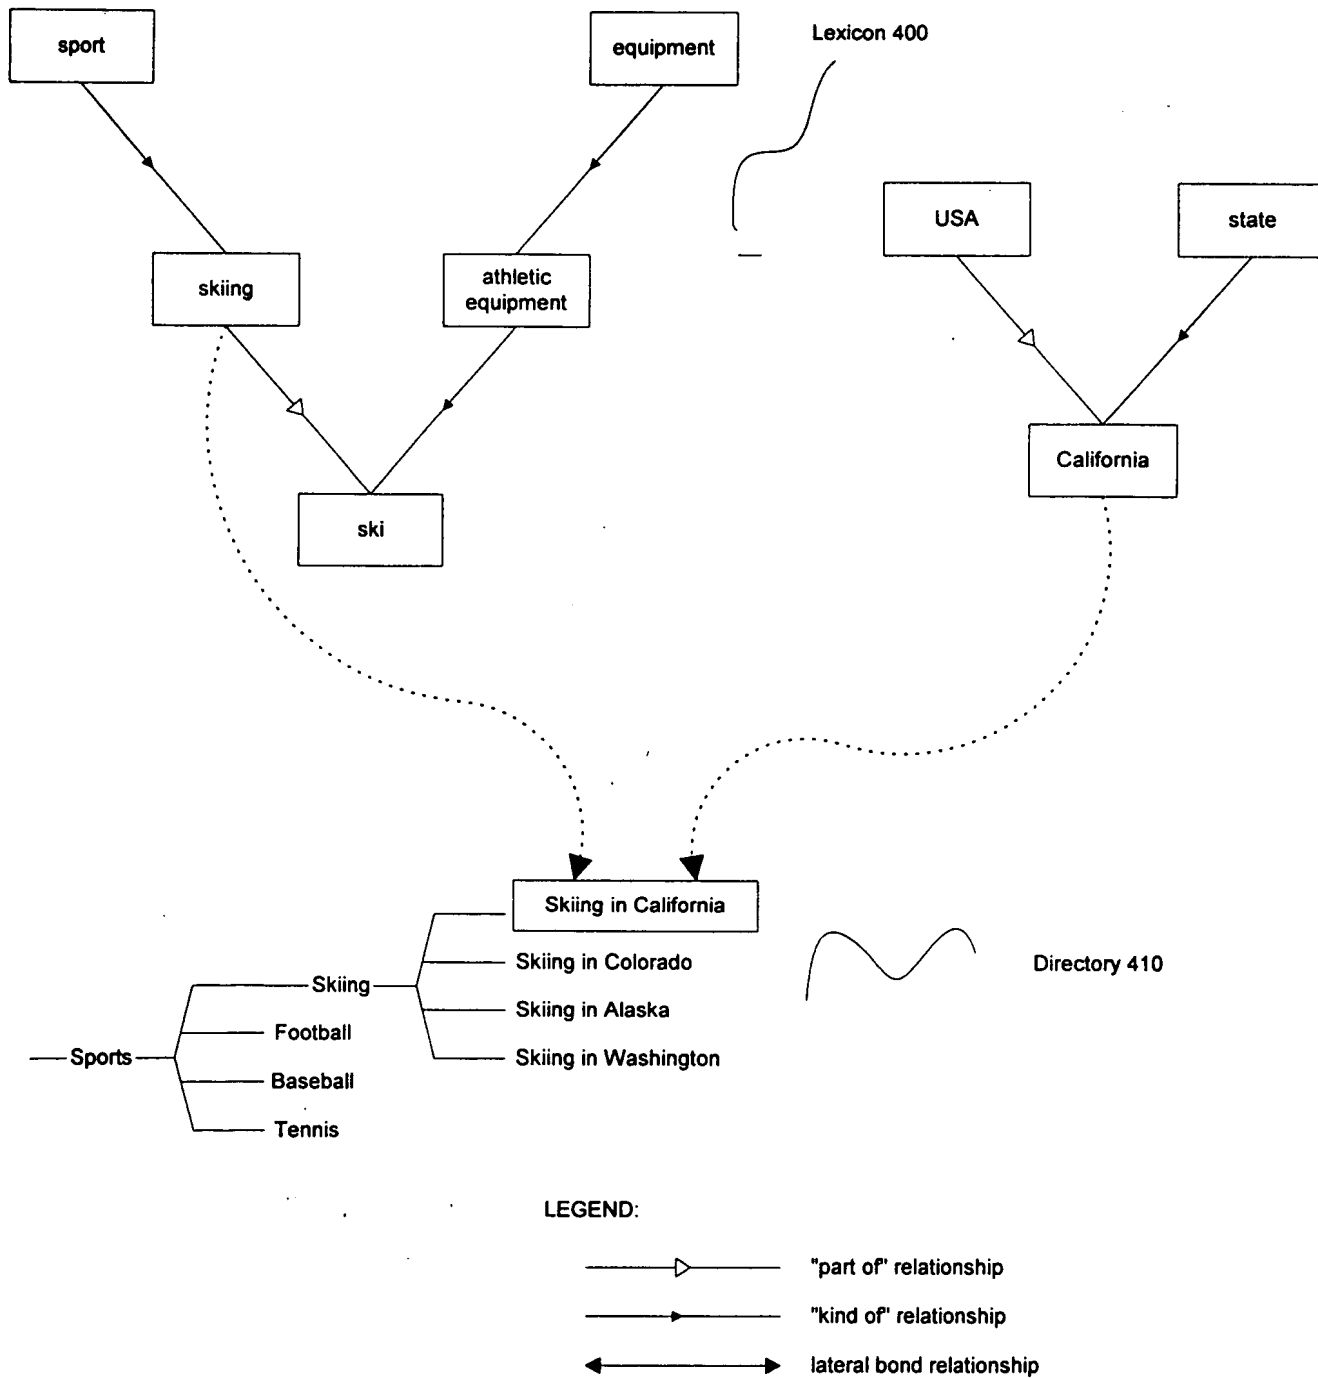 sport
equipment
Lexicon 400
USA
state
skiing
athletic
equipment
California
ski
Skiing in California
Skiing in Colorado
Directory 410
Skiing
Skiing in Alaska
Football
Sports
Skiing in Washington
Baseball
Tennis
LEGEND:
"part of" relationship
"kind of" relationship
lateral bond relationship